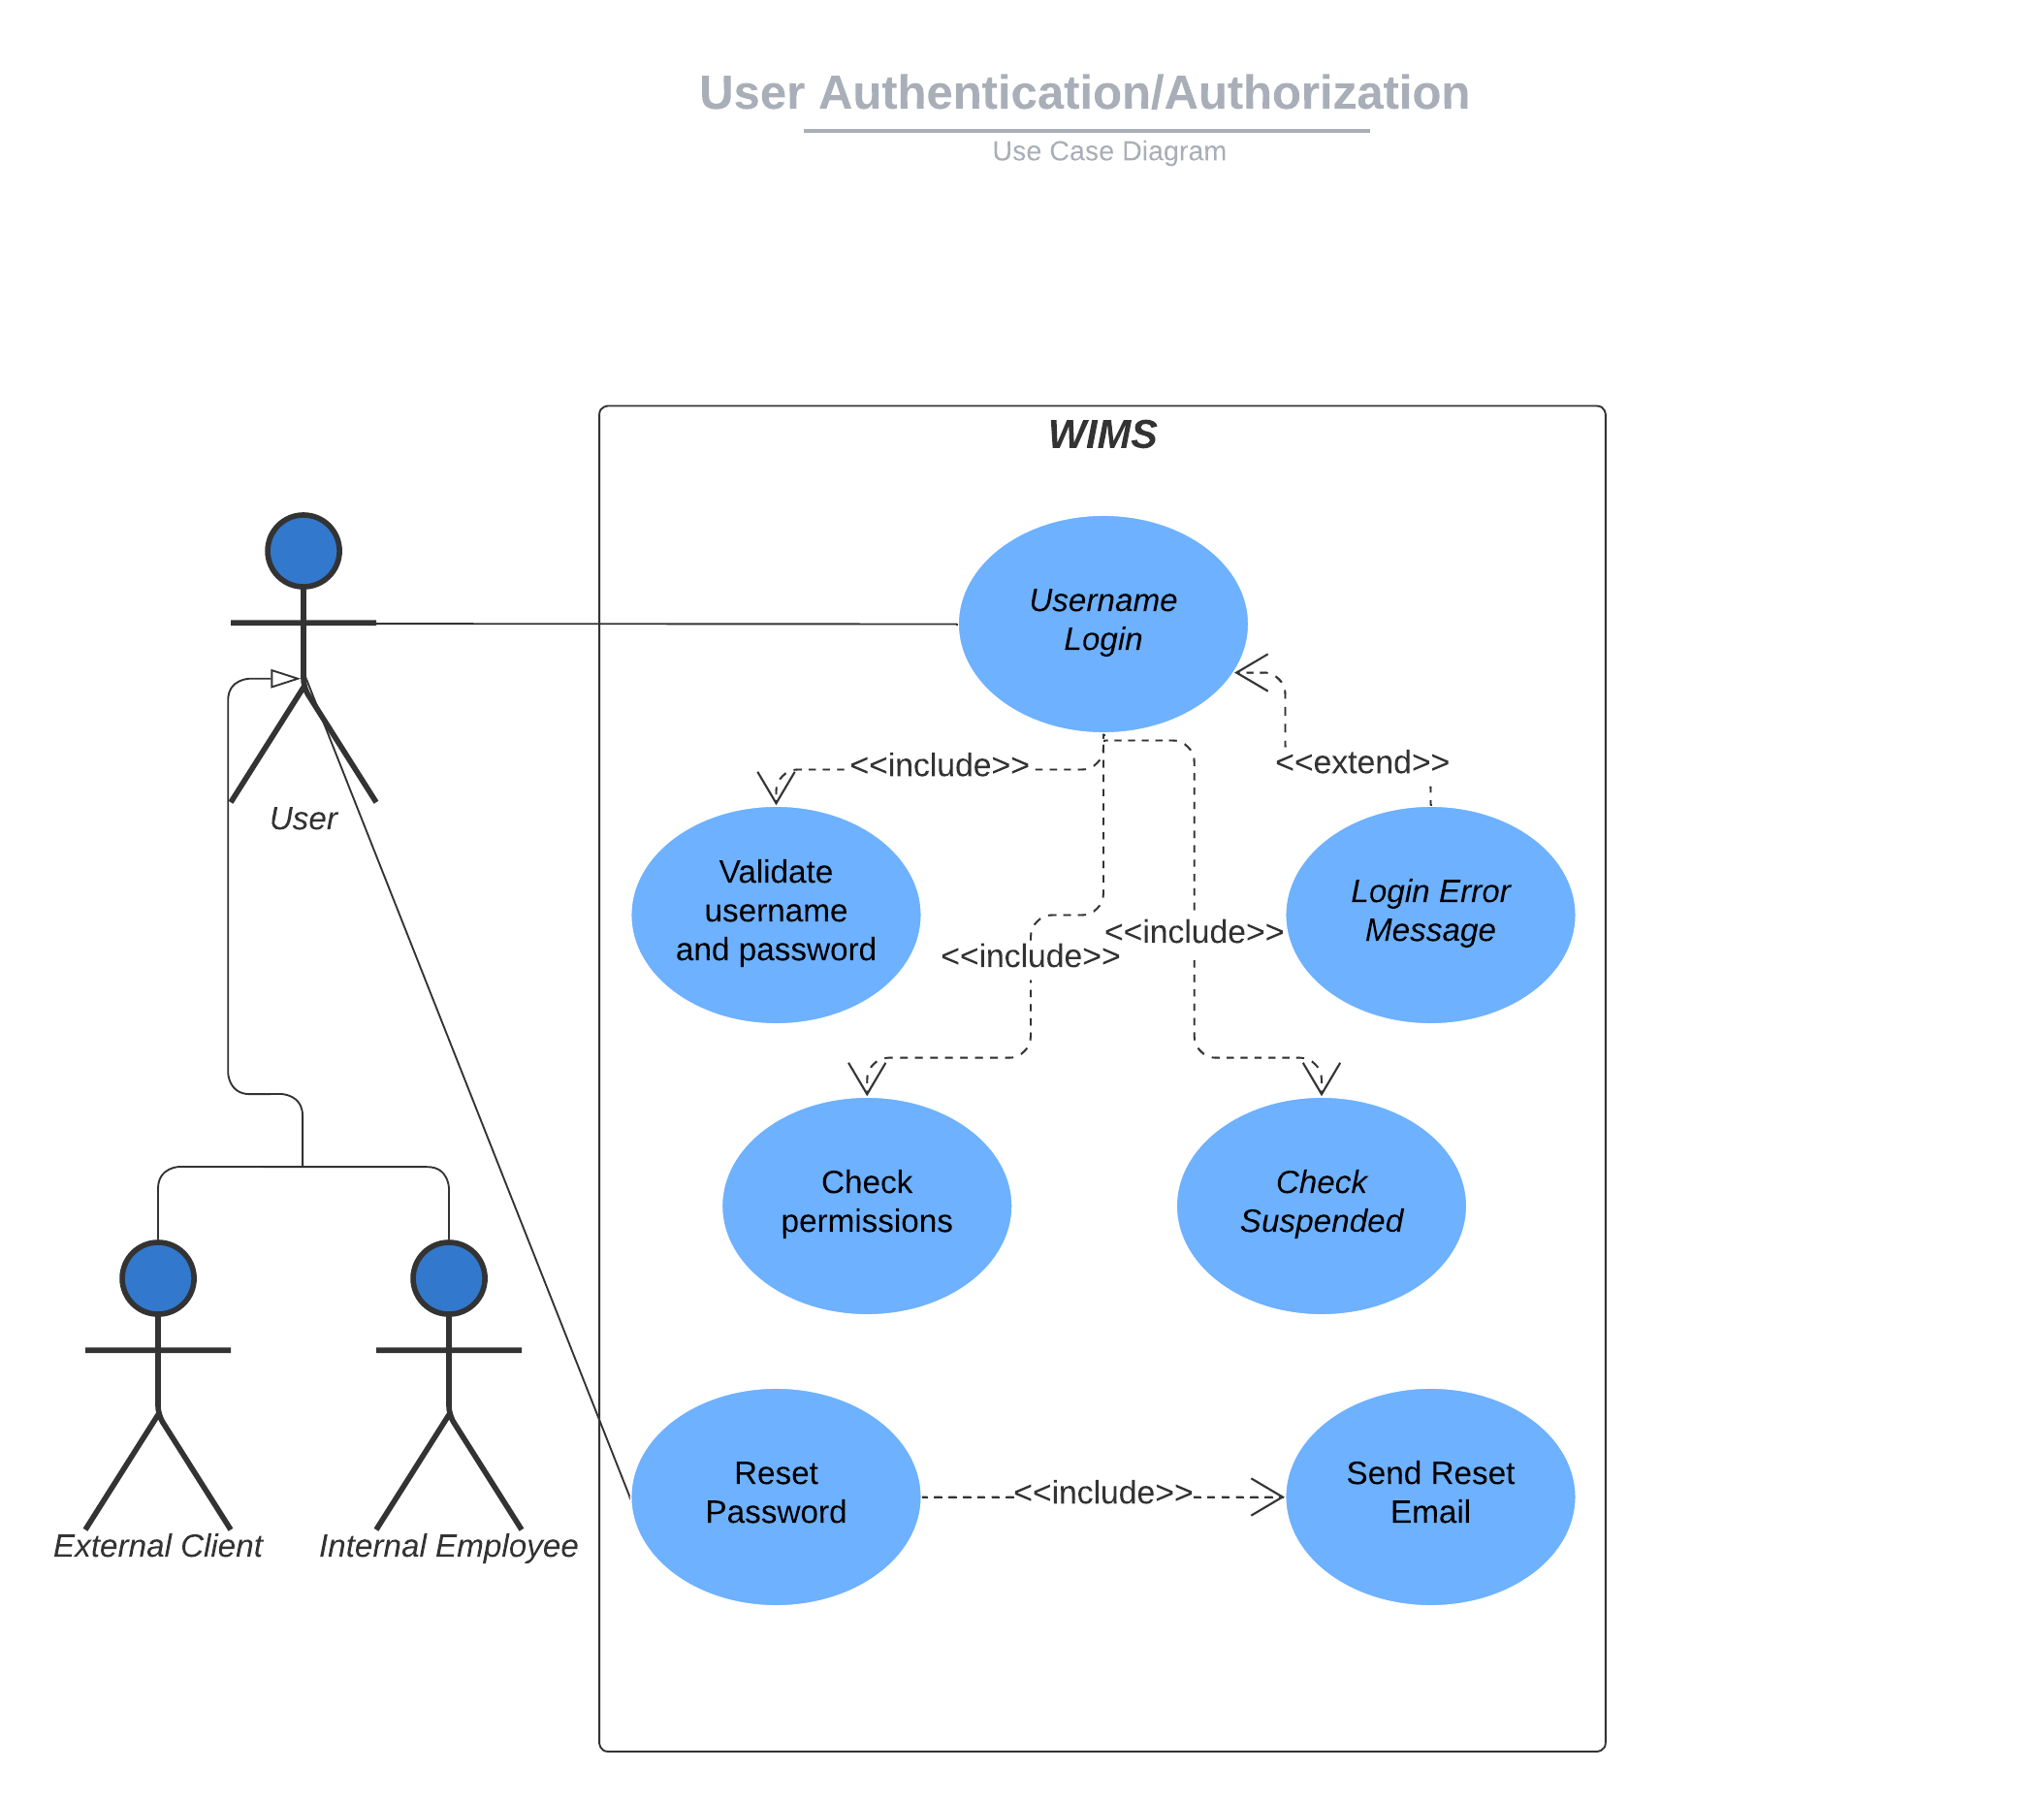 User Authentication/Authorization
Use Case Diagram
WIMS
Username
Login
<<include>>
<<extend>>
User
Validate
username
and password
Login Error
Message
<<include>>
<<include>>
Check
permissions
Check
Suspended
Reset
Password
<<include>>
Send Reset
Email
External Client
Internal Employee